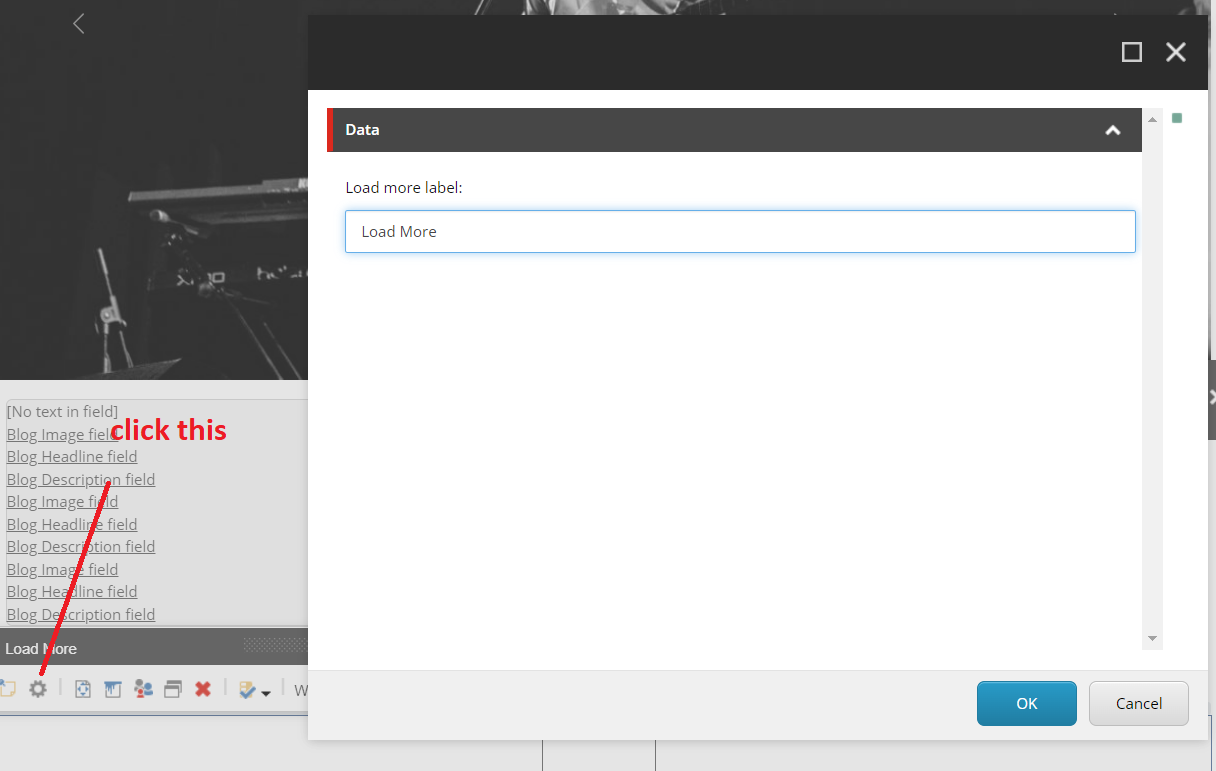 Data
Load more label:
Load More
[No text in field]
click this
Blog Image field
Blog Headline field
Blog Description field
Blog Image field
Blog Headline field
Blog Description field
Blog Image field
Blog Headline field
Blog Description field
Load More
W
OK
Cancel